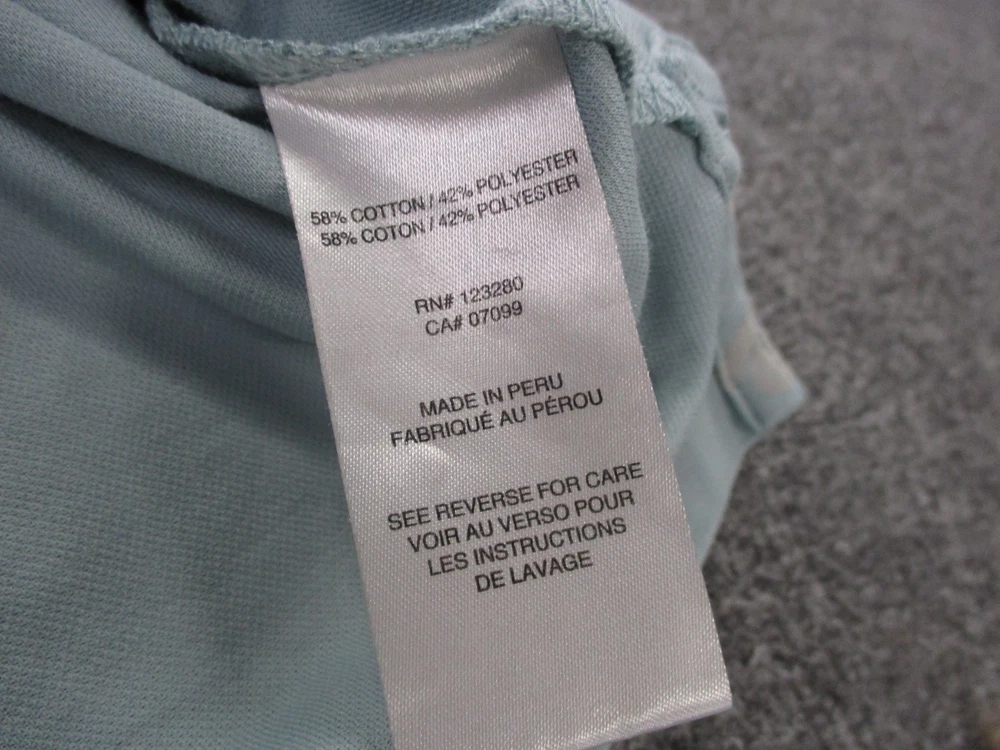 58% COTTON / 42% POLYESTER
58% COTON / 42% POLYESTER
RN# 123280
CA# 07099
MADE IN PERU
FABRIQUÉ AU PÉROU
SEE REVERSE FOR CARE
VOIR AU VERSO POUR
LES INSTRUCTIONS
DE LAVAGE